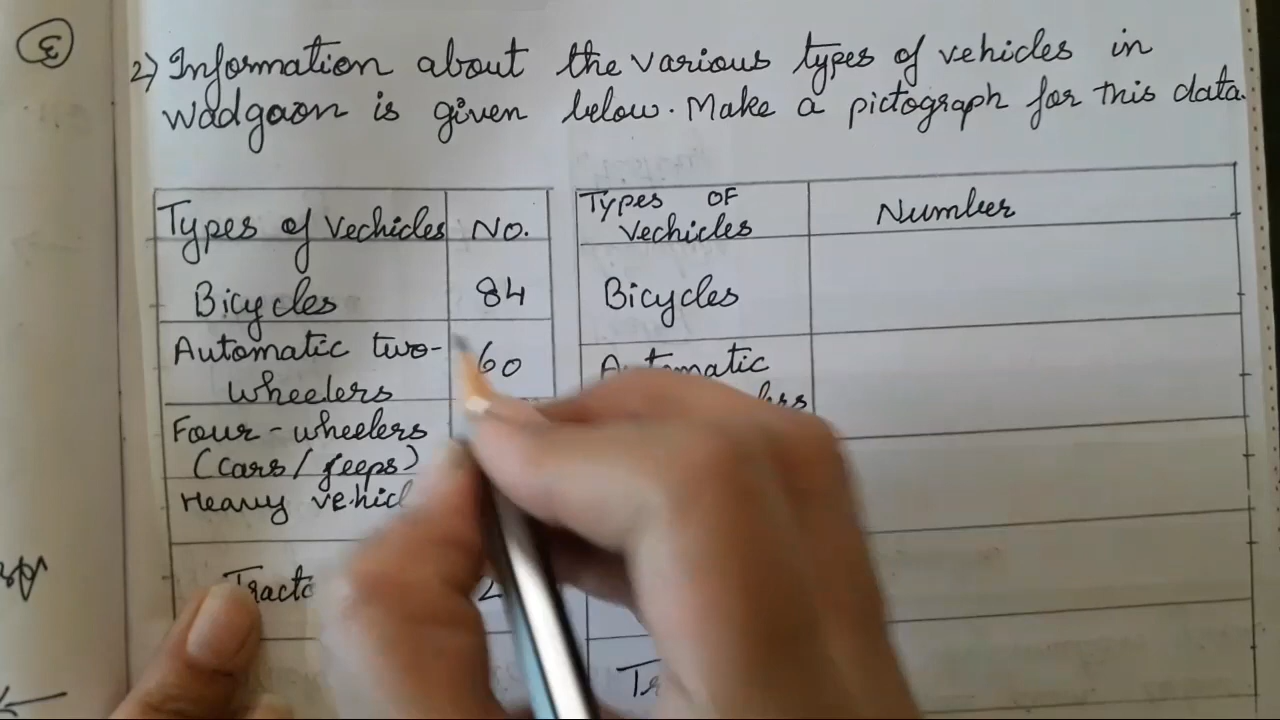 2) Information about the various types of vehicles in
Wadgaon is given below. Make a pictograph for this data.
Types of Vechicles No.
Bicycles 84
Automatic two-
wheelers 60
Four-wheelers
(cars/jeeps)
Heavy
Types OF
Vechicles Number
Bicycles